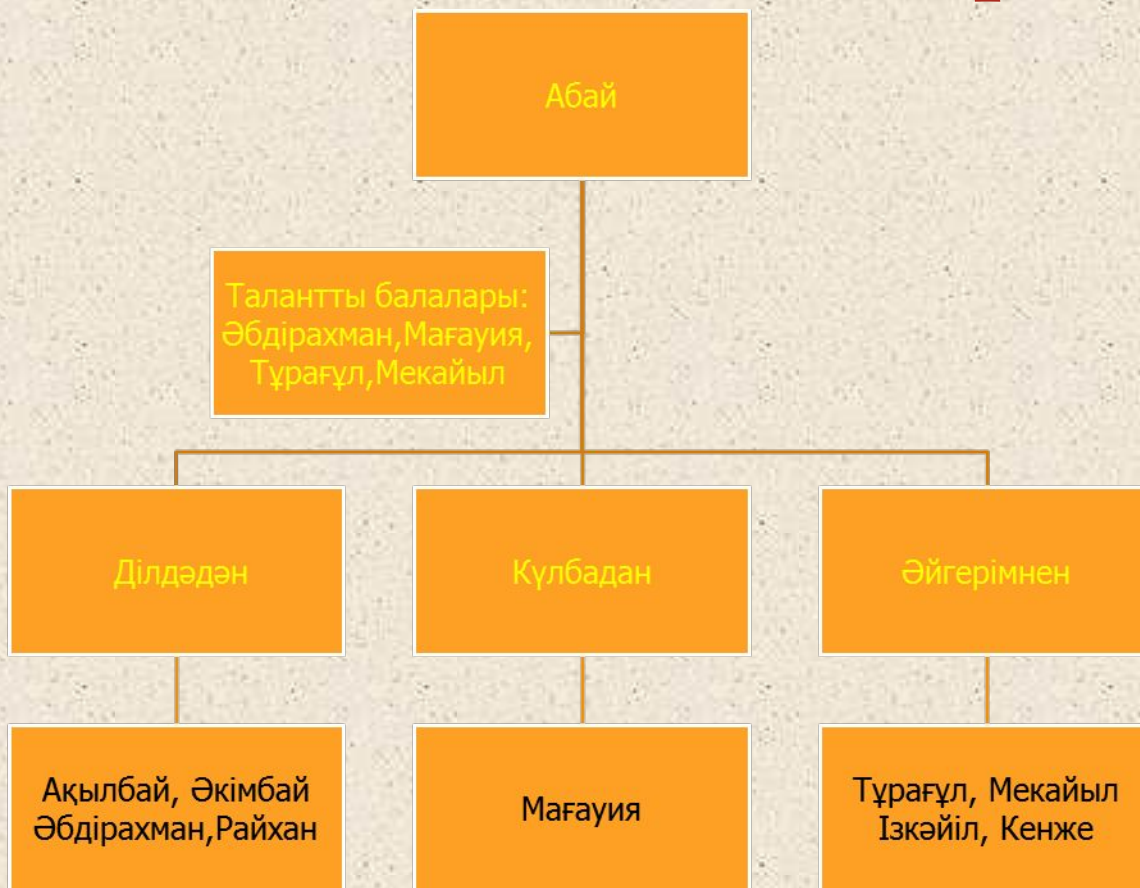 Абай
Талантты балалары:
Әбдірахман,Мағауия,
Тұрағұл,Мекайыл
Ділдәдән
Күлбадан
Әйгерімнен
Ақылбай, Әкімбай
Әбдірахман,Райхан
Мағауия
Тұрағұл, Мекайыл
Ізкәйіл, Кенже